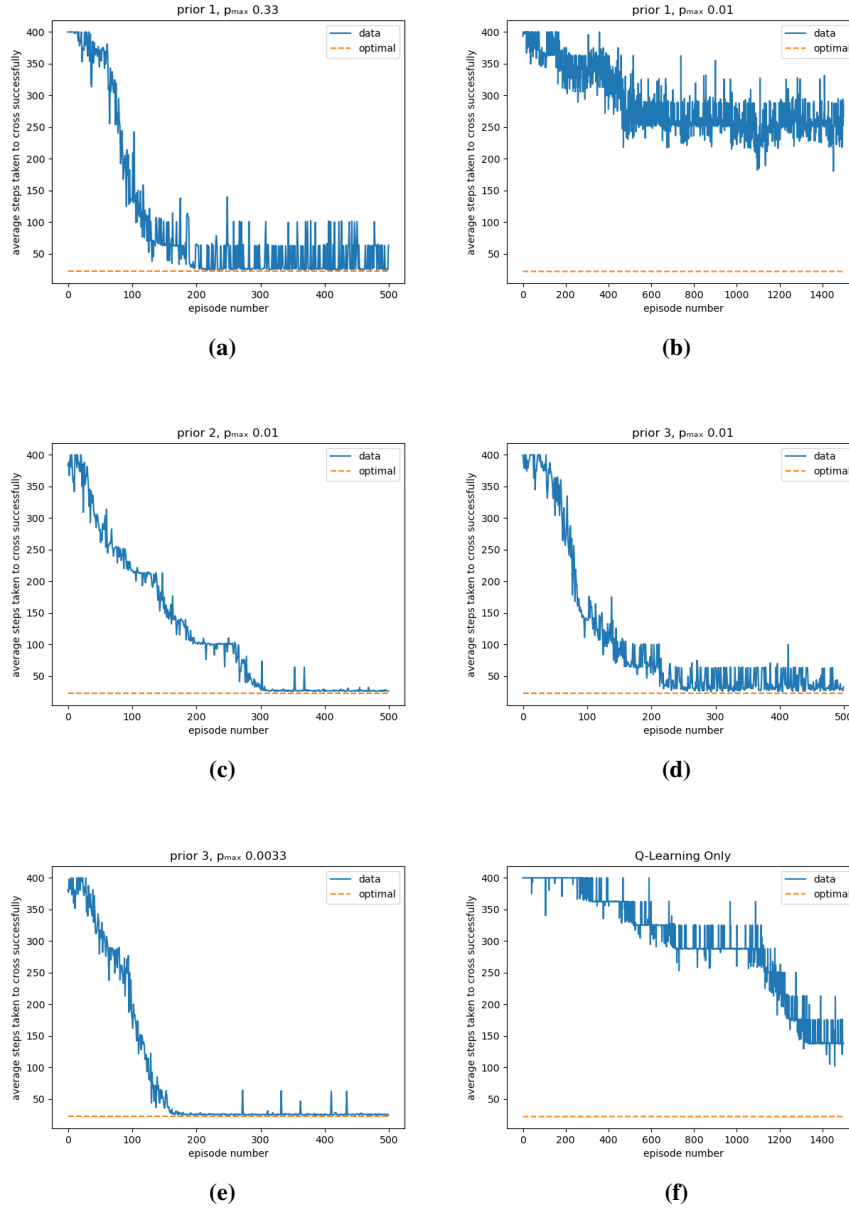 prior 1, pₘₐₓ 0.33
400
350
300
250
200
150
100
50
average steps taken to cross successfully
data
optimal
0
100
200
300
400
500
episode number
(a)
prior 1, pₘₐₓ 0.01
400
350
300
250
200
150
100
50
average steps taken to cross successfully
data
optimal
0
200
400
600
800
1000
1200
1400
episode number
(b)
prior 2, pₘₐₓ 0.01
400
350
300
250
200
150
100
50
average steps taken to cross successfully
data
optimal
0
100
200
300
400
500
episode number
(c)
prior 3, pₘₐₓ 0.01
400
350
300
250
200
150
100
50
average steps taken to cross successfully
data
optimal
0
100
200
300
400
500
episode number
(d)
prior 3, pₘₐₓ 0.0033
400
350
300
250
200
150
100
50
average steps taken to cross successfully
data
optimal
0
100
200
300
400
500
episode number
(e)
Q-Learning Only
400
350
300
250
200
150
100
50
average steps taken to cross successfully
data
optimal
0
200
400
600
800
1000
1200
1400
episode number
(f)